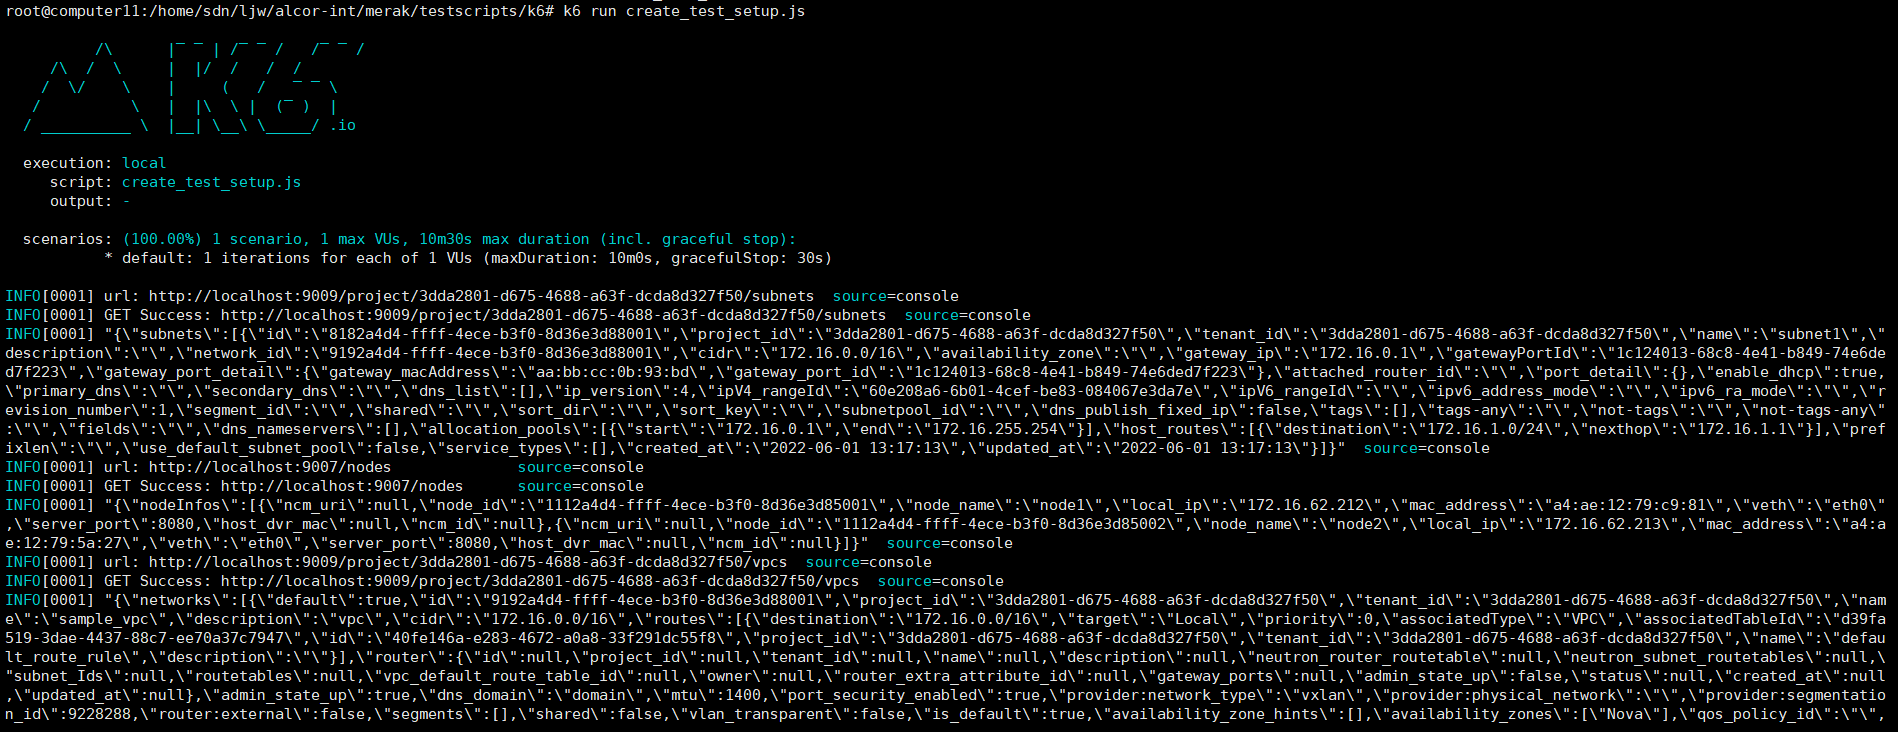 root@computer11:/home/sdn/ljw/alcor-int/merak/testscripts/k6# k6 run create_test_setup.js
.io
execution: local
script: create_test_setup.js
output: -
scenarios: (100.00%) 1 scenario, 1 max VUs, 10m30s max duration (incl. graceful stop):
* default: 1 iterations for each of 1 VUs (maxDuration: 10m0s, gracefulStop: 30s)
INFO[0001] url: http://localhost:9009/project/3dda2801-d675-4688-a63f-dcda8d327f50/subnets  source=console
INFO[0001] GET Success: http://localhost:9009/project/3dda2801-d675-4688-a63f-dcda8d327f50/subnets  source=console
INFO[0001] "{\"subnets\":[{\"id\":\"8182a4d4-ffff-4ece-b3f0-8d36e3d88001\",\"project_id\":\"3dda2801-d675-4688-a63f-dcda8d327f50\",\"tenant_id\":\"3dda2801-d675-4688-a63f-dcda8d327f50\",\"name\":\"subnet1\",\"
description\":\"\",\"network_id\":\"9192a4d4-ffff-4ece-b3f0-8d36e3d88001\",\"cidr\":\"172.16.0.0/16\",\"availability_zone\":\"\",\"gateway_ip\":\"172.16.0.1\",\"gatewayPortId\":\"1c124013-68c8-4e41-b849-74e6de
d7f223\",\"gateway_port_detail\":{\"gateway_macAddress\":\"aa:bb:cc:0b:93:bd\",\"gateway_port_id\":\"1c124013-68c8-4e41-b849-74e6ded7f223\"},\"attached_router_id\":\"\",\"port_detail\":{},\"enable_dhcp\":true,
\"primary_dns\":\"\",\"secondary_dns\":\"\",\"dns_list\":[],\"ip_version\":4,\"ipV4_rangeId\":\"60e208a6-6b01-4cef-be83-084067e3da7e\",\"ipV6_rangeId\":\"\",\"ipv6_address_mode\":\"\",\"ipv6_ra_mode\":\"\",\"r
evision_number\":1,\"segment_id\":\"\",\"shared\":\"\",\"sort_dir\":\"\",\"sort_key\":\"\",\"subnetpool_id\":\"\",\"dns_publish_fixed_ip\":false,\"tags\":[],\"tags-any\":\"\",\"not-tags\":\"\",\"not-tags-any\"
:\"\",\"fields\":\"\",\"dns_nameservers\":[],\"allocation_pools\":[{\"start\":\"172.16.0.1\",\"end\":\"172.16.255.254\"}],\"host_routes\":[{\"destination\":\"172.16.1.0/24\",\"nexthop\":\"172.16.1.1\"}],\"pref
ixlen\":\"\",\"use_default_subnet_pool\":false,\"service_types\":[],\"created_at\":\"2022-06-01 13:17:13\",\"updated_at\":\"2022-06-01 13:17:13\"}]}"  source=console
INFO[0001] url: http://localhost:9007/nodes              source=console
INFO[0001] GET Success: http://localhost:9007/nodes      source=console
INFO[0001] "{\"nodeInfos\":[{\"ncm_uri\":null,\"node_id\":\"1112a4d4-ffff-4ece-b3f0-8d36e3d85001\",\"node_name\":\"node1\",\"local_ip\":\"172.16.62.212\",\"mac_address\":\"a4:ae:12:79:c9:81\",\"veth\":\"eth0\"
,\"server_port\":8080,\"host_dvr_mac\":null,\"ncm_id\":null},{\"ncm_uri\":null,\"node_id\":\"1112a4d4-ffff-4ece-b3f0-8d36e3d85002\",\"node_name\":\"node2\",\"local_ip\":\"172.16.62.213\",\"mac_address\":\"a4:a
e:12:79:5a:27\",\"veth\":\"eth0\",\"server_port\":8080,\"host_dvr_mac\":null,\"ncm_id\":null}]}"  source=console
INFO[0001] url: http://localhost:9009/project/3dda2801-d675-4688-a63f-dcda8d327f50/vpcs  source=console
INFO[0001] GET Success: http://localhost:9009/project/3dda2801-d675-4688-a63f-dcda8d327f50/vpcs  source=console
INFO[0001] "{\"networks\":[{\"default\":true,\"id\":\"9192a4d4-ffff-4ece-b3f0-8d36e3d88001\",\"project_id\":\"3dda2801-d675-4688-a63f-dcda8d327f50\",\"tenant_id\":\"3dda2801-d675-4688-a63f-dcda8d327f50\",\"nam
e\":\"sample_vpc\",\"description\":\"vpc\",\"cidr\":\"172.16.0.0/16\",\"routes\":[{\"destination\":\"172.16.0.0/16\",\"target\":\"Local\",\"priority\":0,\"associatedType\":\"VPC\",\"associatedTableId\":\"d39fa
519-3dae-4437-88c7-ee70a37c7947\",\"id\":\"40fe146a-e283-4672-a0a8-33f291dc55f8\",\"project_id\":\"3dda2801-d675-4688-a63f-dcda8d327f50\",\"tenant_id\":\"3dda2801-d675-4688-a63f-dcda8d327f50\",\"name\":\"defau
lt_route_rule\",\"description\":\"\"}],\"router\":{\"id\":null,\"project_id\":null,\"tenant_id\":null,\"name\":null,\"description\":null,\"neutron_router_routetable\":null,\"neutron_subnet_routetables\":null,\
"subnet_Ids\":null,\"routetables\":null,\"vpc_default_route_table_id\":null,\"owner\":null,\"router_extra_attribute_id\":null,\"gateway_ports\":null,\"admin_state_up\":false,\"status\":null,\"created_at\":null
,\"updated_at\":null},\"admin_state_up\":true,\"dns_domain\":\"domain\",\"mtu\":1400,\"port_security_enabled\":true,\"provider:network_type\":\"vxlan\",\"provider:physical_network\":\"\",\"provider:segmentatio
n_id\":9228288,\"router:external\":false,\"segments\":[],\"shared\":false,\"vlan_transparent\":false,\"is_default\":true,\"availability_zone_hints\":[],\"availability_zones\":[\"Nova\"],\"qos_policy_id\":\"\",